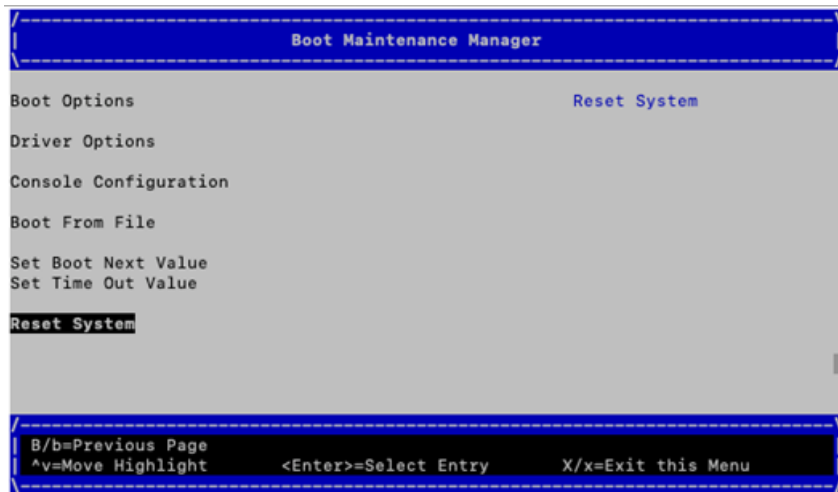 Boot Maintenance Manager
Boot Options Reset System
Driver Options
Console Configuration
Boot From File
Set Boot Next Value
Set Time Out Value
Reset System
B/b=Previous Page
^v=Move Highlight <Enter>=Select Entry X/x=Exit this Menu